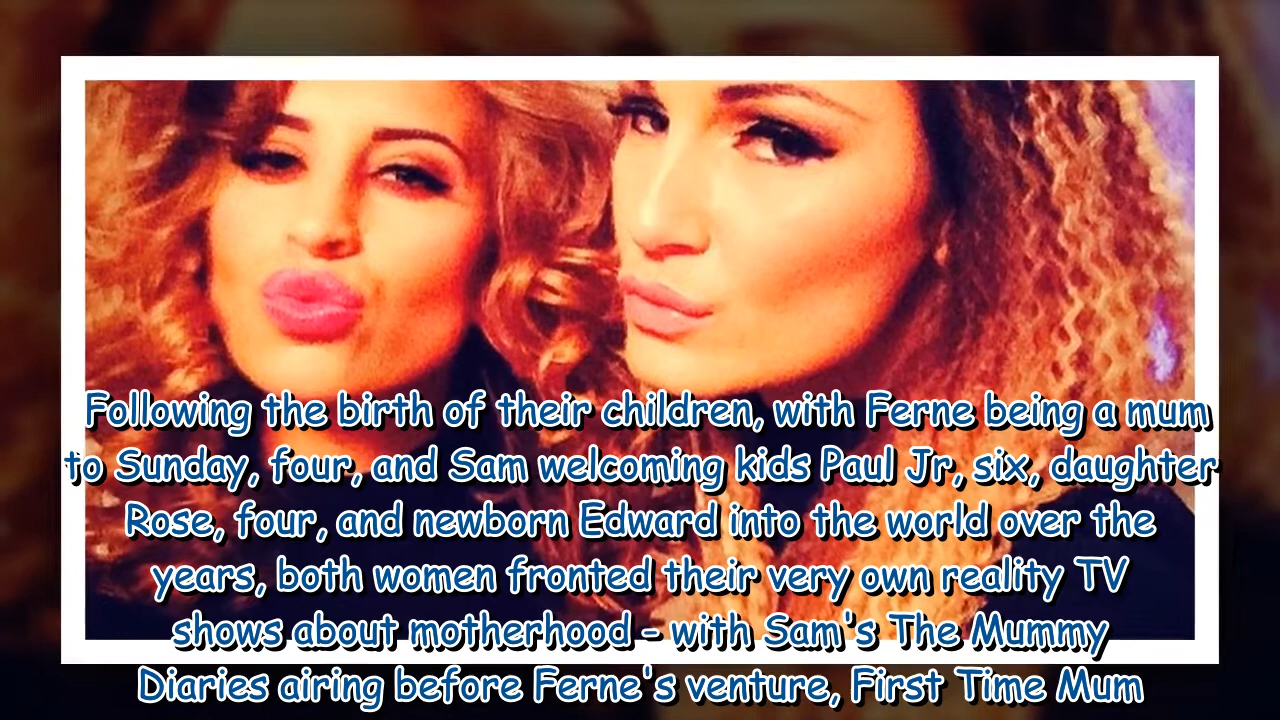 Following the birth of their children, with Ferne being a mum
to Sunday, four, and Sam welcoming kids Paul Jr, six, daughter
Rose, four, and newborn Edward into the world over the
years, both women fronted their very own reality TV
shows about motherhood - with Sam's The Mummy
Diaries airing before Ferne's venture, First Time Mum